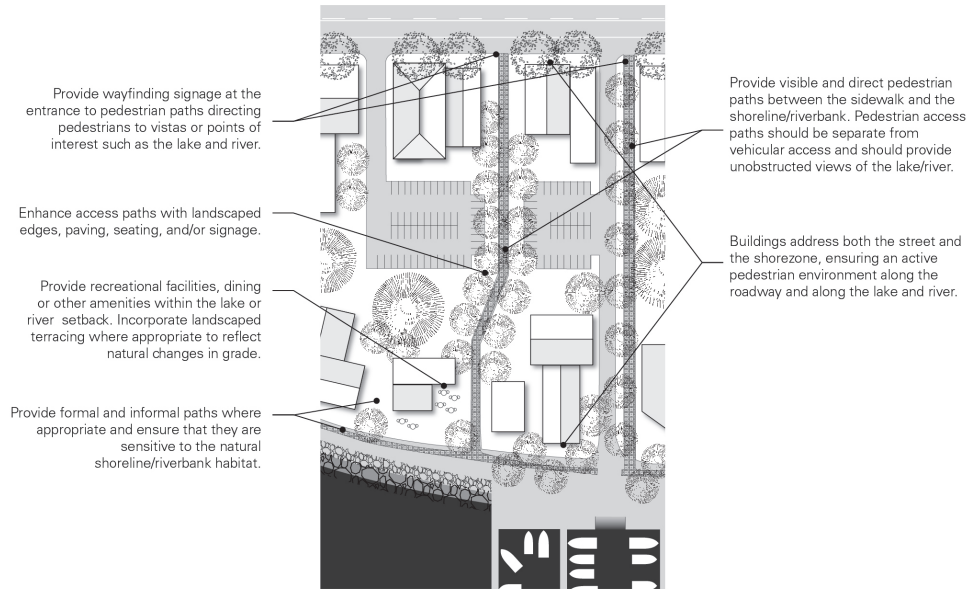 Provide wayfinding signage at the
entrance to pedestrian paths directing
pedestrians to vistas or points of
interest such as the lake and river.
Enhance access paths with landscaped
edges, paving, seating, and/or signage.
Provide recreational facilities, dining
or other amenities within the lake or
river setback. Incorporate landscaped
terracing where appropriate to reflect
natural changes in grade.
Provide formal and informal paths where
appropriate and ensure that they are
sensitive to the natural
shoreline/riverbank habitat.
Provide visible and direct pedestrian
paths between the sidewalk and the
shoreline/riverbank. Pedestrian access
paths should be separate from
vehicular access and should provide
unobstructed views of the lake/river.
Buildings address both the street and
the shorezone, ensuring an active
pedestrian environment along the
roadway and along the lake and river.